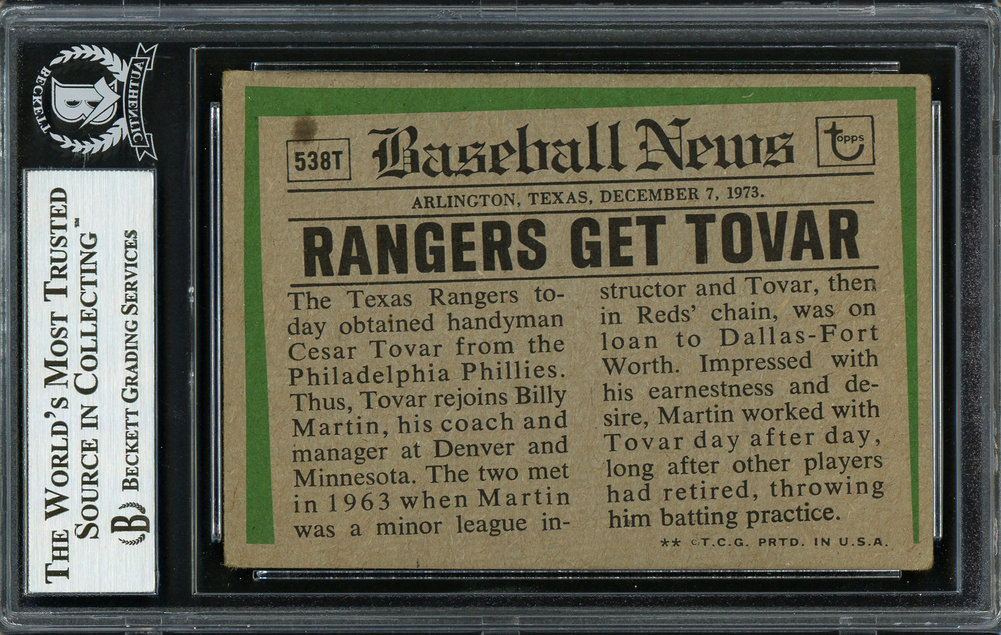 BECKETT
AUTHENTIC
B
THE WORLD'S MOST TRUSTED
SOURCE IN COLLECTING™
B BECKETT GRADING SERVICES
538T
Baseball News
topps
ARLINGTON, TEXAS, DECEMBER 7, 1973.
RANGERS GET TOVAR
The Texas Rangers to-
day obtained handyman
Cesar Tovar from the
Philadelphia Phillies.
Thus, Tovar rejoins Billy
Martin, his coach and
manager at Denver and
Minnesota. The two met
in 1963 when Martin
was a minor league in-
structor and Tovar, then
in Reds' chain, was on
loan to Dallas-Fort
Worth. Impressed with
his earnestness and de-
sire, Martin worked with
Tovar day after day,
long after other players
had retired, throwing
him batting practice.
** ©T.C.G. PRTD. IN U.S.A.